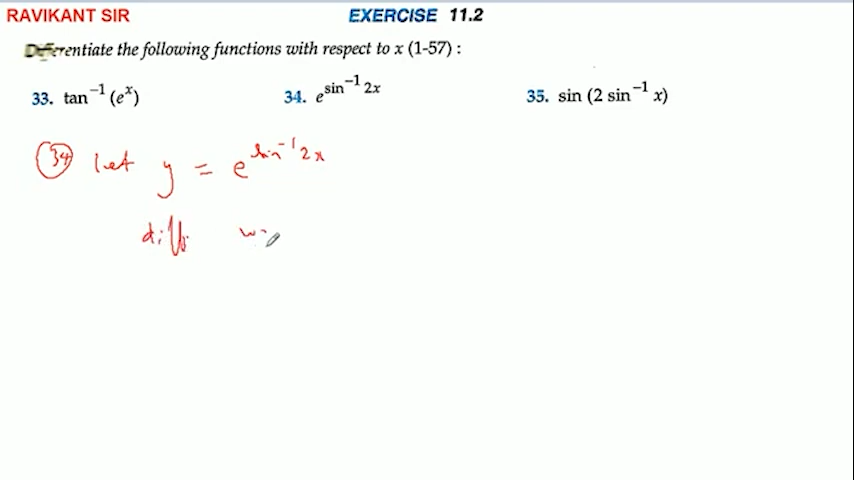 RAVIKANT SIR EXERCISE 11.2
Differentiate the following functions with respect to x (1-57) :
33. tan⁻¹ (eˣ) 34. e^(sin⁻¹ 2x) 35. sin (2 sin⁻¹ x)
(34) let y = e^(sin⁻¹ 2x)
diff w.